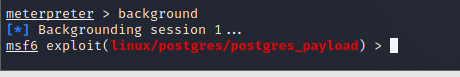 meterpreter > background
[*] Backgrounding session 1...
msf6 exploit(linux/postgres/postgres_payload) >